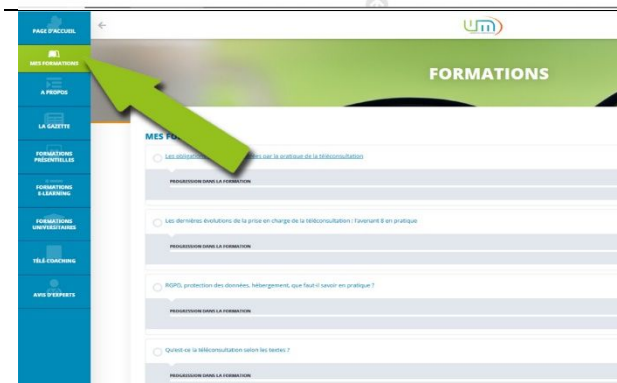 PAGE D'ACCUEIL
um
MES FORMATIONS
FORMATIONS
A PROPOS
LA GAZETTE
MES
FORMATIONS PRÉSENTIELLES
FORMATIONS E-LEARNING
FORMATIONS UNIVERSITAIRES
TÉLÉ-COACHING
AVIS D'EXPERTS
Les par la pratique de la téléconsultation
PROGRESSION DANS LA FORMATION
Les dernières évolutions de la prise en charge de la téléconsultation : l'avenant 8 en pratique
PROGRESSION DANS LA FORMATION
RGPD, protection des données, hébergement, que faut-il savoir en pratique ?
PROGRESSION DANS LA FORMATION
Qu'est-ce la téléconsultation selon les textes ?
PROGRESSION DANS LA FORMATION